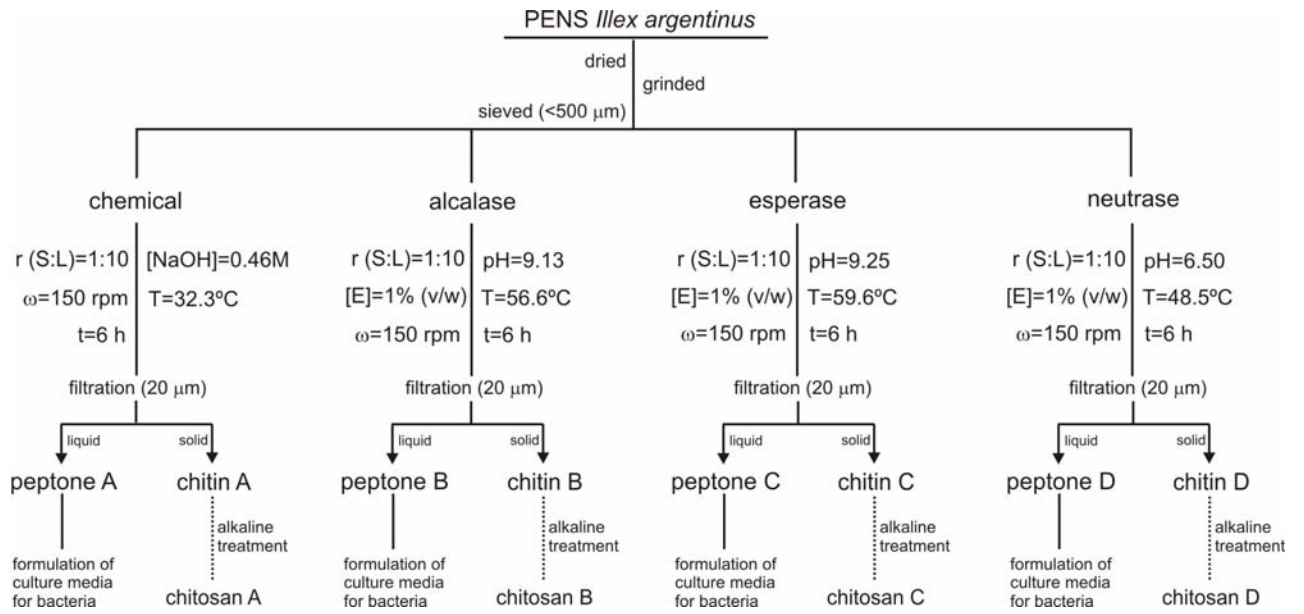 PENS Illex argentinus
dried
grinded
sieved (<500 μm)
chemical
alcalase
esperase
neutrase
r (S:L)=1:10
[NaOH]=0.46M
ω=150 rpm
T=32.3ºC
t=6 h
r (S:L)=1:10
pH=9.13
[E]=1% (v/w)
T=56.6ºC
ω=150 rpm
t=6 h
r (S:L)=1:10
pH=9.25
[E]=1% (v/w)
T=59.6ºC
ω=150 rpm
t=6 h
r (S:L)=1:10
pH=6.50
[E]=1% (v/w)
T=48.5ºC
ω=150 rpm
t=6 h
filtration (20 μm)
filtration (20 μm)
filtration (20 μm)
filtration (20 μm)
liquid
solid
liquid
solid
liquid
solid
liquid
solid
peptone A
chitin A
peptone B
chitin B
peptone C
chitin C
peptone D
chitin D
formulation of
culture media
for bacteria
alkaline
treatment
chitosan A
formulation of
culture media
for bacteria
alkaline
treatment
chitosan B
formulation of
culture media
for bacteria
alkaline
treatment
chitosan C
formulation of
culture media
for bacteria
alkaline
treatment
chitosan D